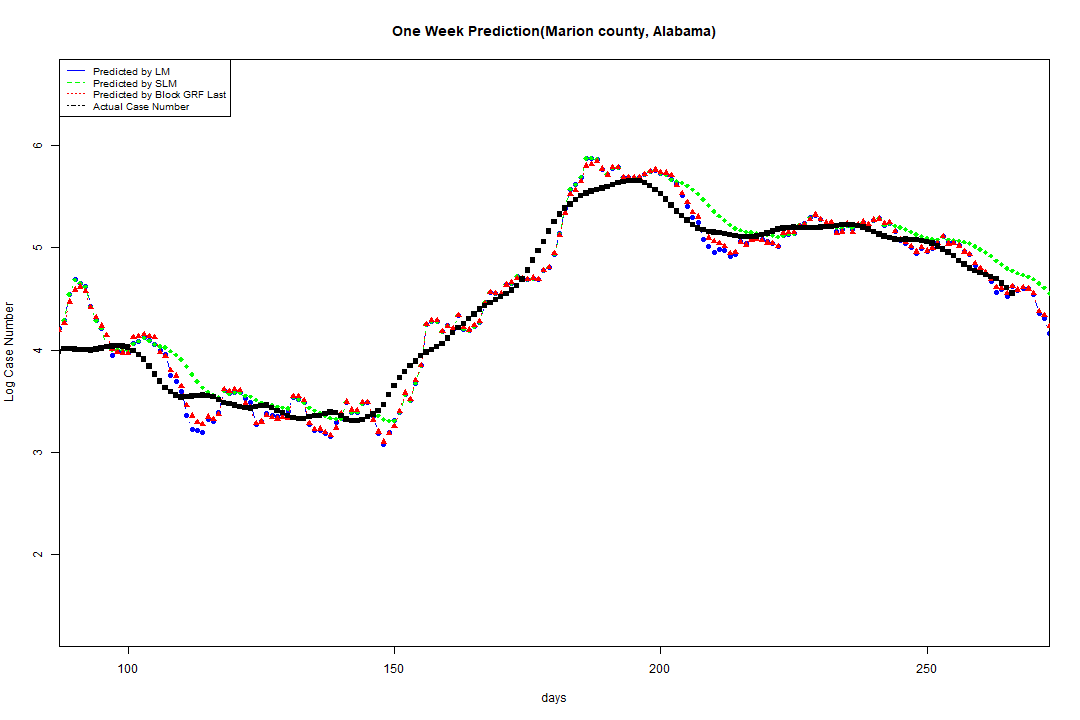 One Week Prediction(Marion county, Alabama)
Predicted by LM
Predicted by SLM
Predicted by Block GRF Last
Actual Case Number
6
5
4
3
2
Log Case Number
100 150 200 250
days